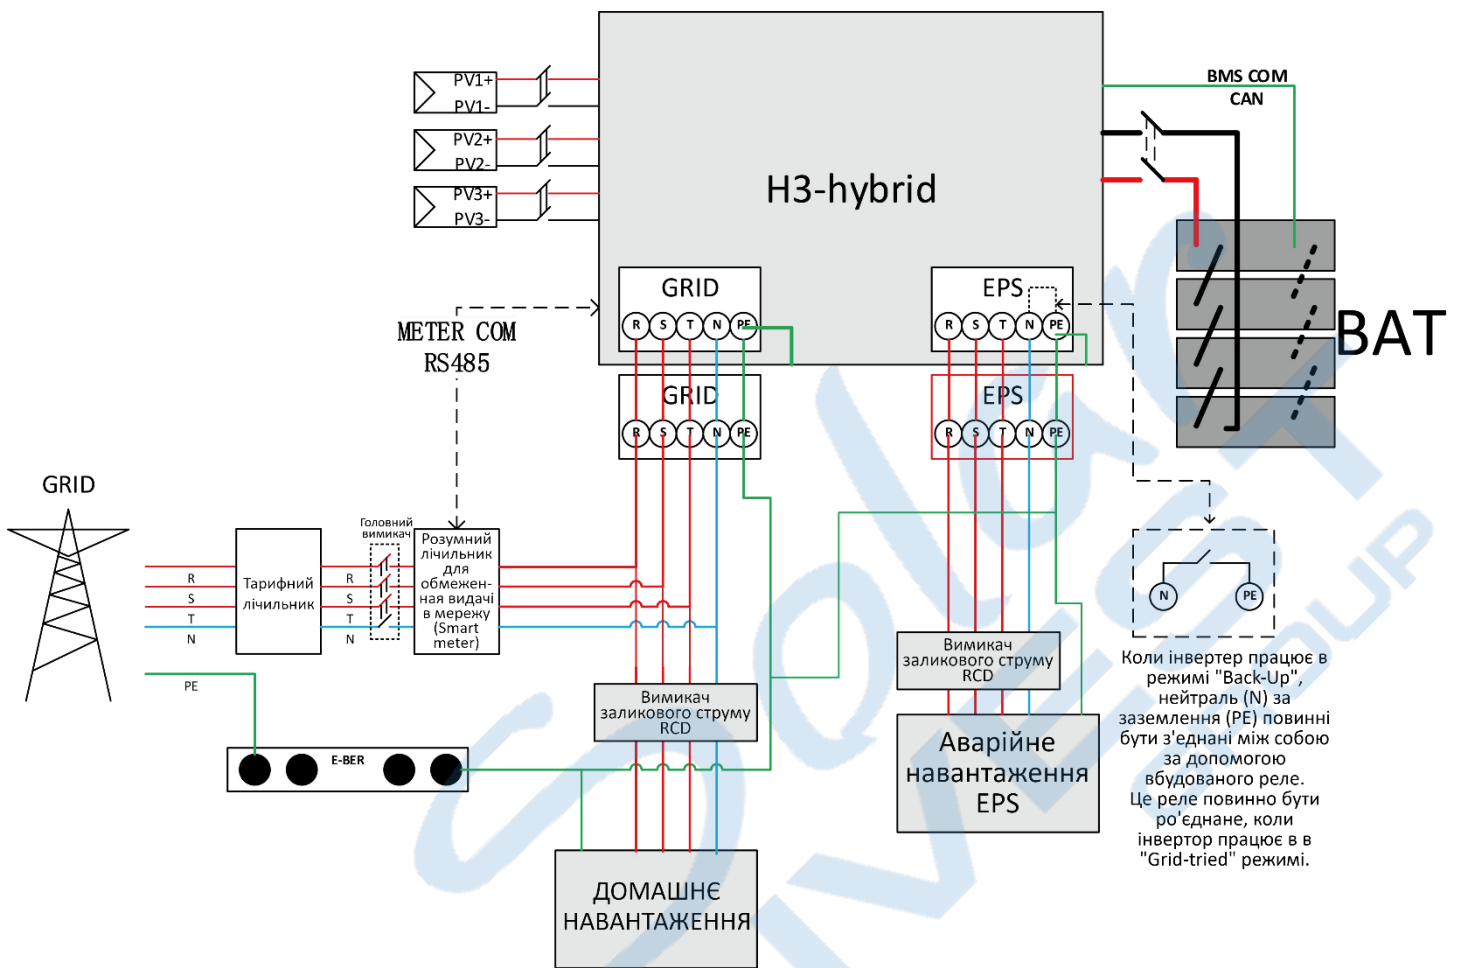 PV1+
PV1-
PV2+
PV2-
PV3+
PV3-
H3-hybrid
BMS COM
CAN
BAT
METER COM
RS485
GRID
R S T N PE
EPS
R S T N PE
GRID
R S T N PE
EPS
R S T N PE
GRID
R
S
T
N
PE
Тарифний
лічильник
R
S
T
N
Головний
вимикач
Розумний
лічильник
для
обмежен-
ная видачі
в мережу
(Smart
meter)
E-BER
Вимикач
заликового струму
RCD
ДОМАШНЄ
НАВАНТАЖЕННЯ
Вимикач
заликового струму
RCD
Аварійне
навантаження
EPS
N PE
Коли інвертер працює в
режимі "Back-Up",
нейтраль (N) за
заземлення (PE) повинні
бути з'єднані між собою
за допомогою
вбудованого реле.
Це реле повинно бути
ро'єднане, коли
інвертор працює в в
"Grid-tried" режимі.
Solar
VEST
GROUP